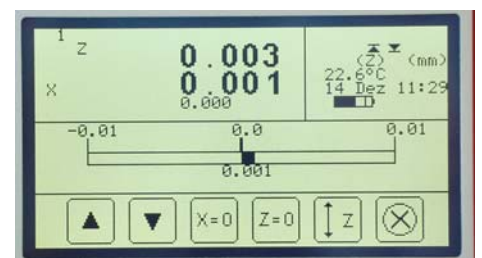 1
Z 0.003 (Z) (mm)
X 0.001 22.6°C
0.000 14 Dez 11:29
-0.01 0.0 0.01
0.001
X=0 Z=0 Z